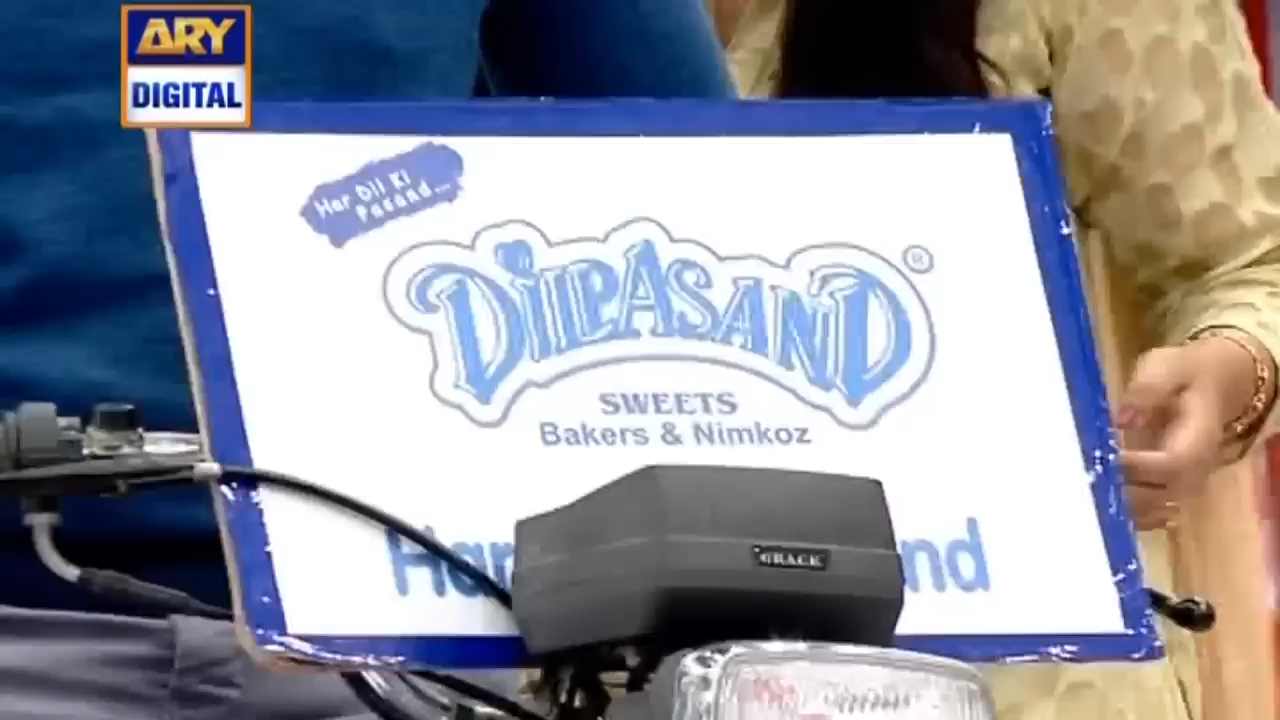 ARY
DIGITAL
Har Dil Ki
Pasand...
DILPASAND
®
SWEETS
Bakers & Nimkoz
GRACE